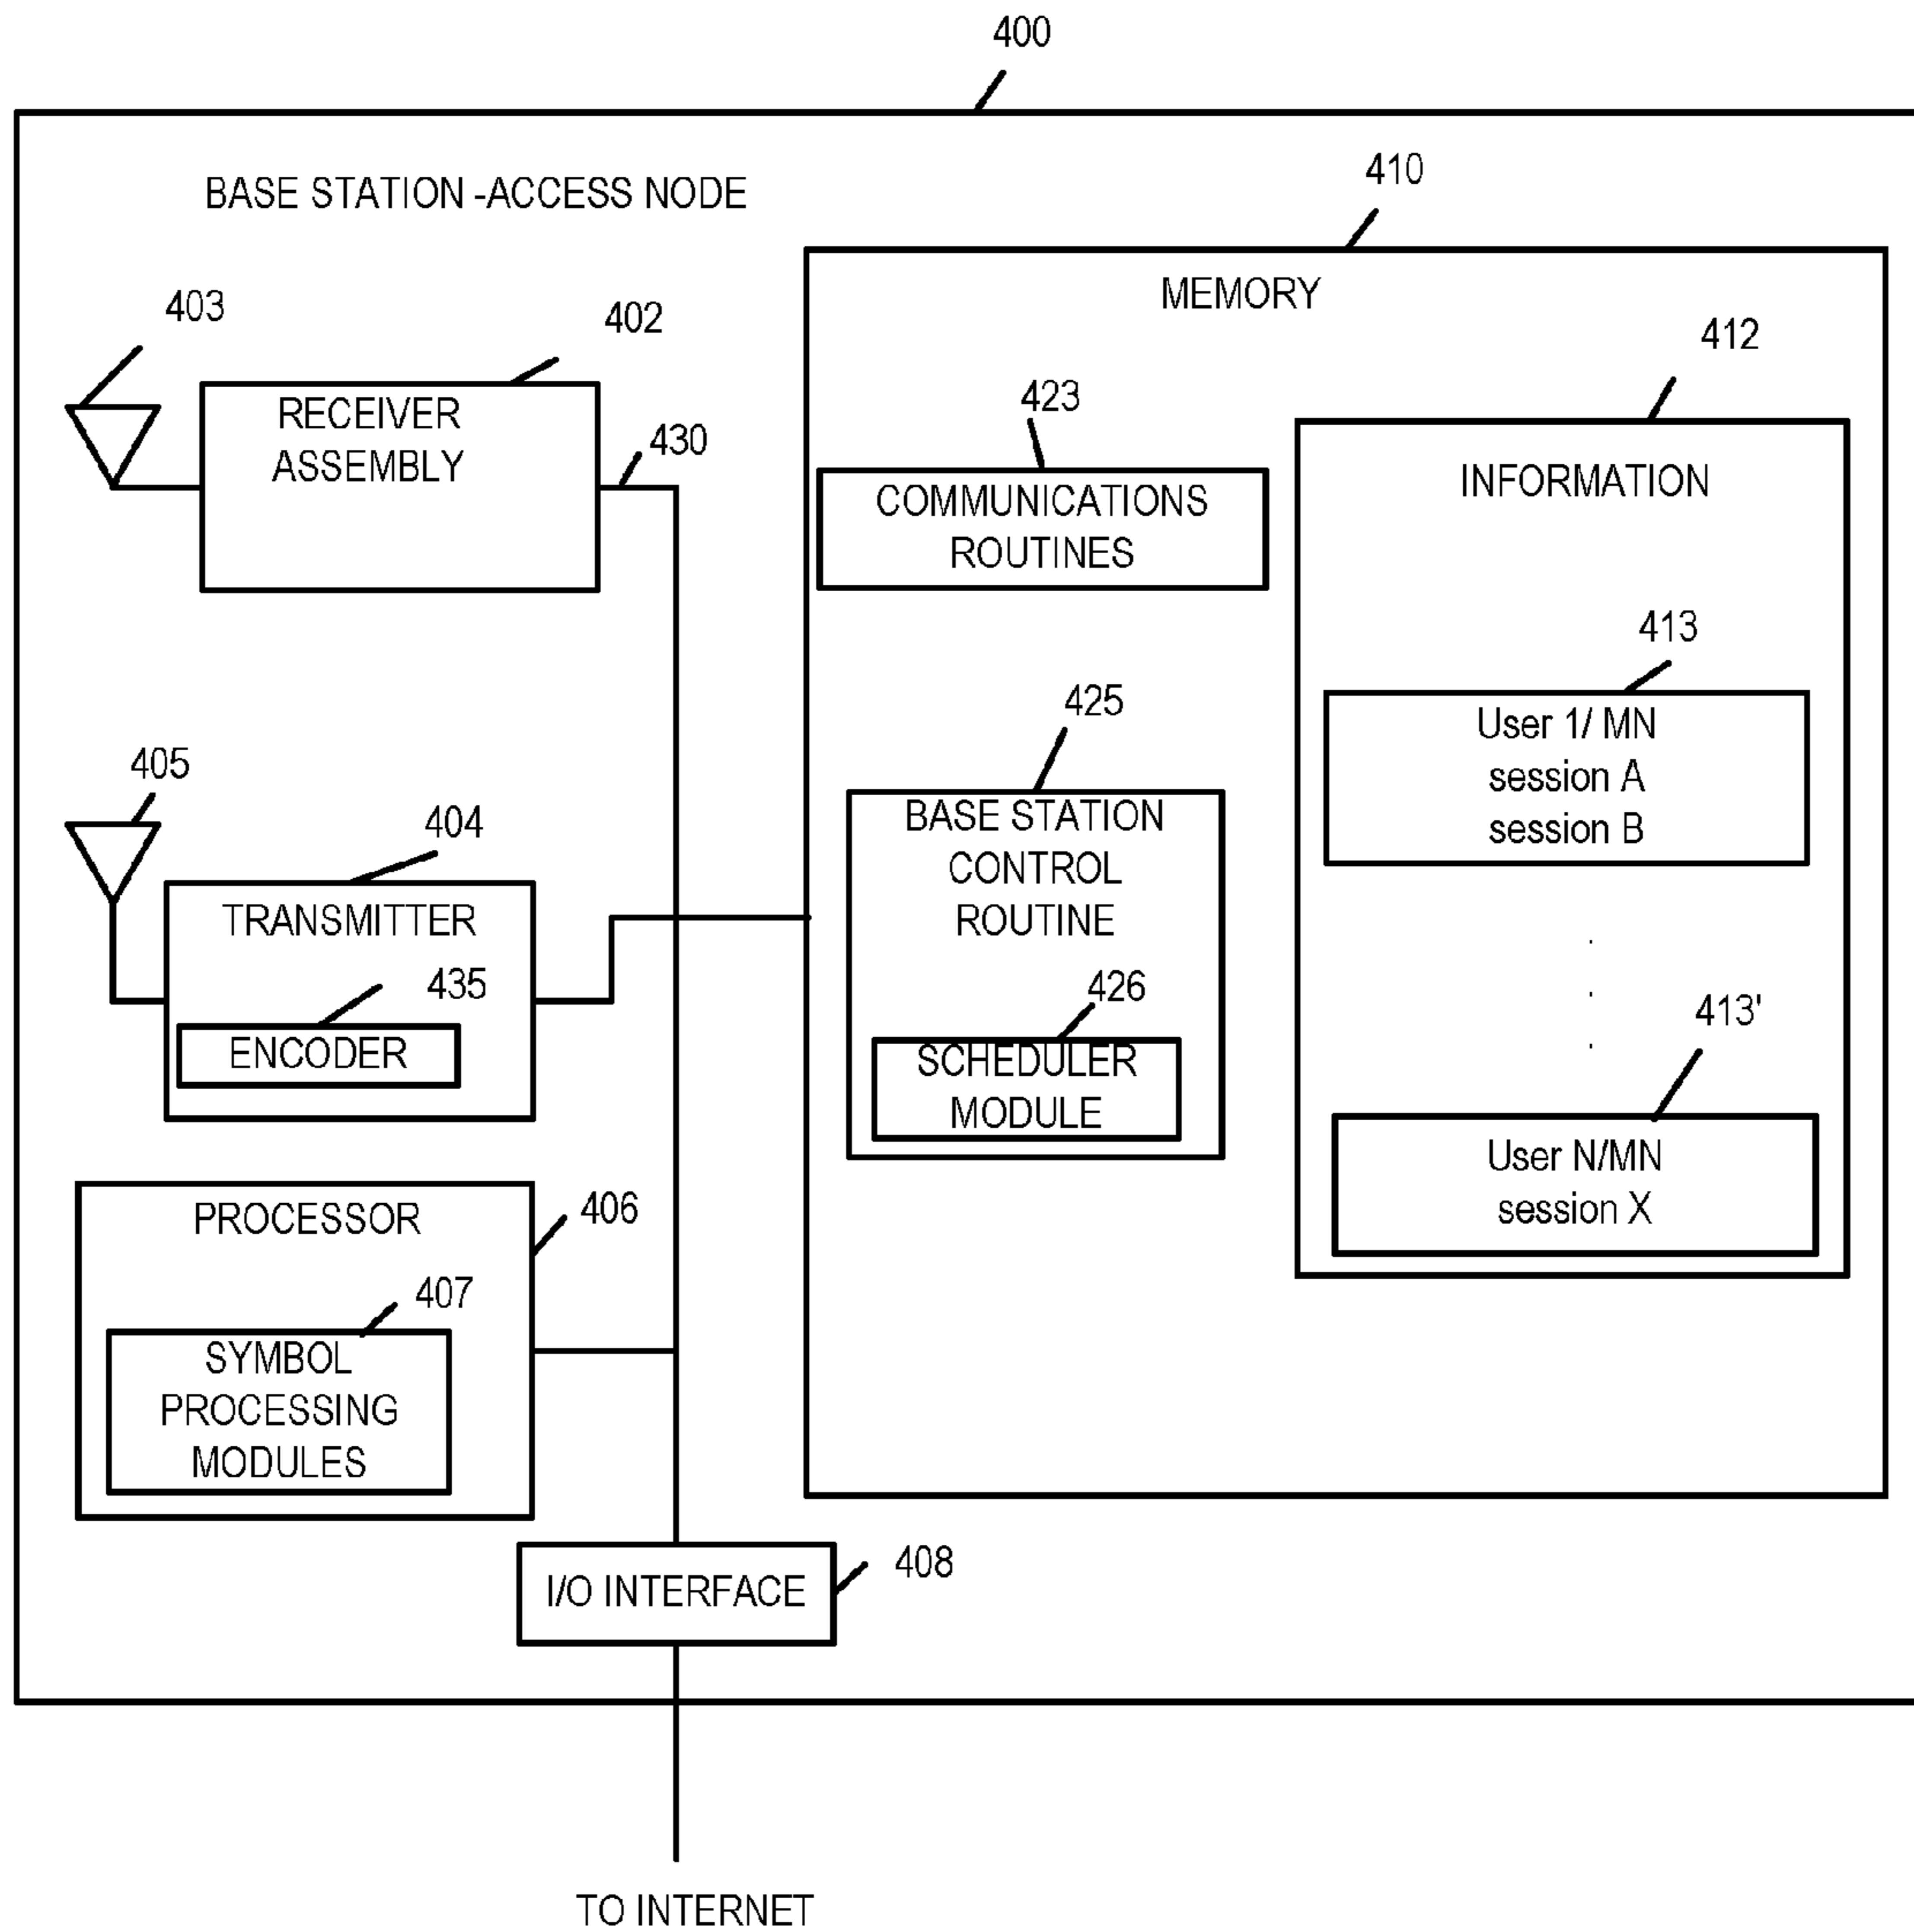 400
BASE STATION -ACCESS NODE
410
MEMORY
403
402
412
RECEIVER
ASSEMBLY
430
423
COMMUNICATIONS
ROUTINES
INFORMATION
413
User 1/ MN
session A
session B
425
BASE STATION
CONTROL
ROUTINE
405
404
TRANSMITTER
435
ENCODER
426
SCHEDULER
MODULE
.
.
.
413'
User N/MN
session X
PROCESSOR
406
407
SYMBOL
PROCESSING
MODULES
I/O INTERFACE
408
TO INTERNET